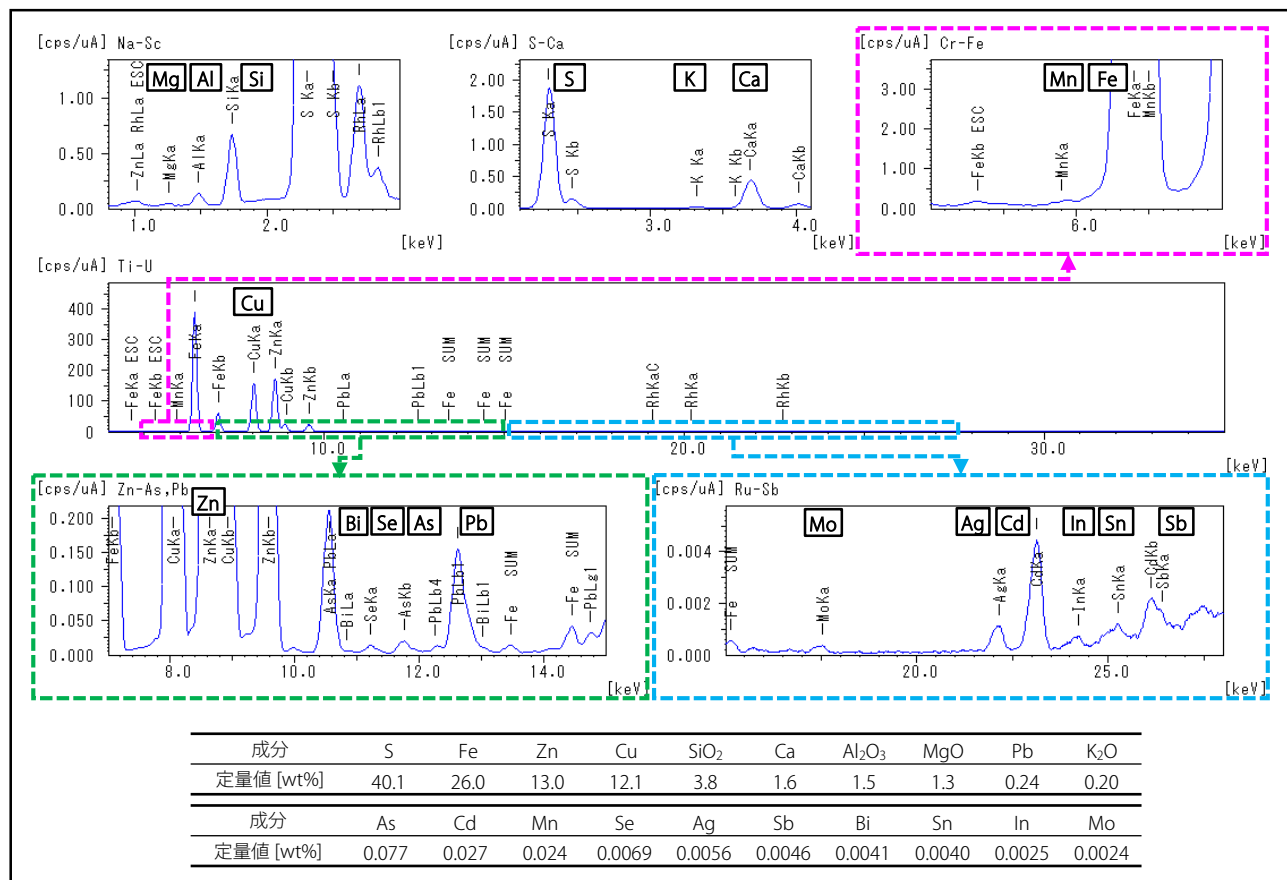 [cps/uA] Na-Sc
Mg Al Si
1.00
0.50
0.00
ZnLa RhLa ESC
MgKa
AlKa
SiKa
S Ka
S Kb
RhLa
RhLb1
1.0 2.0
[keV]
[cps/uA] S-Ca
S K Ca
2.00
1.50
1.00
0.50
0.00
S Ka
S Kb
K Ka
K Kb
CaKa
CaKb
3.0 4.0
[keV]
[cps/uA] Cr-Fe
Mn Fe
3.00
2.00
1.00
0.00
FeKb ESC
MnKa
FeKa
MnKb
6.0
[keV]
[cps/uA] Ti-U
Cu
400
300
200
100
0
FeKa ESC
FeKb ESC
MnKa
FeKa
FeKb
CuKa
ZnKa
CuKb
ZnKb
PbLa
PbLb1
Fe SUM
Fe SUM
Fe SUM
RhKaC
RhKa
RhKb
10.0 20.0 30.0
[keV]
[cps/uA] Zn-As,Pb
Zn Bi Se As Pb
0.200
0.150
0.100
0.050
0.000
FeKb
CuKa
ZnKa
CuKb
ZnKb
AsKa PbLa
BiLa
SeKa
AsKb
PbLb4
PbLb1
BiLb1
Fe SUM
Fe SUM
PbLg1
8.0 10.0 12.0 14.0
[keV]
[cps/uA] Ru-Sb
Mo Ag Cd In Sn Sb
0.004
0.002
0.000
Fe SUM
MoKa
AgKa
CdKa
InKa
SnKa
CdKb
SbKa
20.0 25.0
[keV]
成分 S Fe Zn Cu SiO₂ Ca Al₂O₃ MgO Pb K₂O
定量値 [wt%] 40.1 26.0 13.0 12.1 3.8 1.6 1.5 1.3 0.24 0.20
成分 As Cd Mn Se Ag Sb Bi Sn In Mo
定量値 [wt%] 0.077 0.027 0.024 0.0069 0.0056 0.0046 0.0041 0.0040 0.0025 0.0024